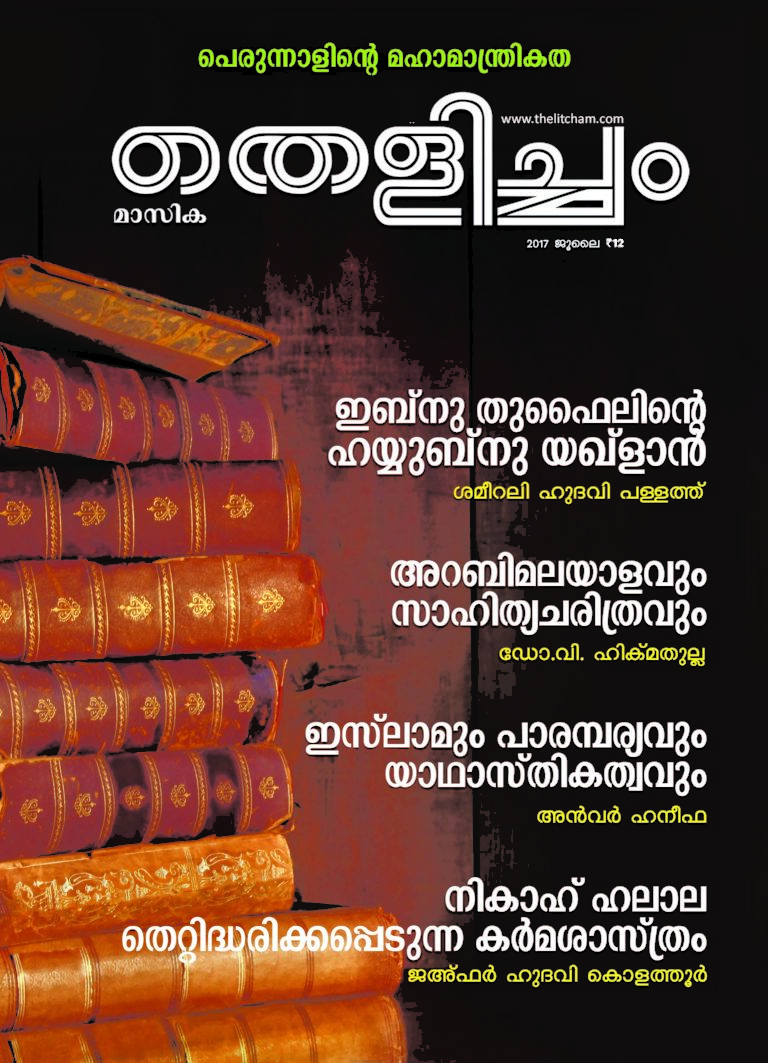 പെരുന്നാളിന്റെ മഹാമാന്ത്രികത
www.thelitcham.com
തെളിച്ചം
മാസിക
2017 ജൂലൈ ₹12
ഇബ്നു തുഫൈലിന്റെ
ഹയ്യുബ്നു യഖ്ളാൻ
ശമീറലി ഹുദവി പള്ളത്ത്
അറബിമലയാളവും
സാഹിത്യചരിത്രവും
ഡോ.വി. ഹിക്മതുല്ല
ഇസ്‌ലാമും പാരമ്പര്യവും
യാഥാസ്തികത്വവും
അൻവർ ഹനീഫ
നികാഹ് ഹലാല
തെറ്റിദ്ധരിക്കപ്പെടുന്ന കർമശാസ്ത്രം
ജഅ്ഫർ ഹുദവി കൊളത്തൂർ